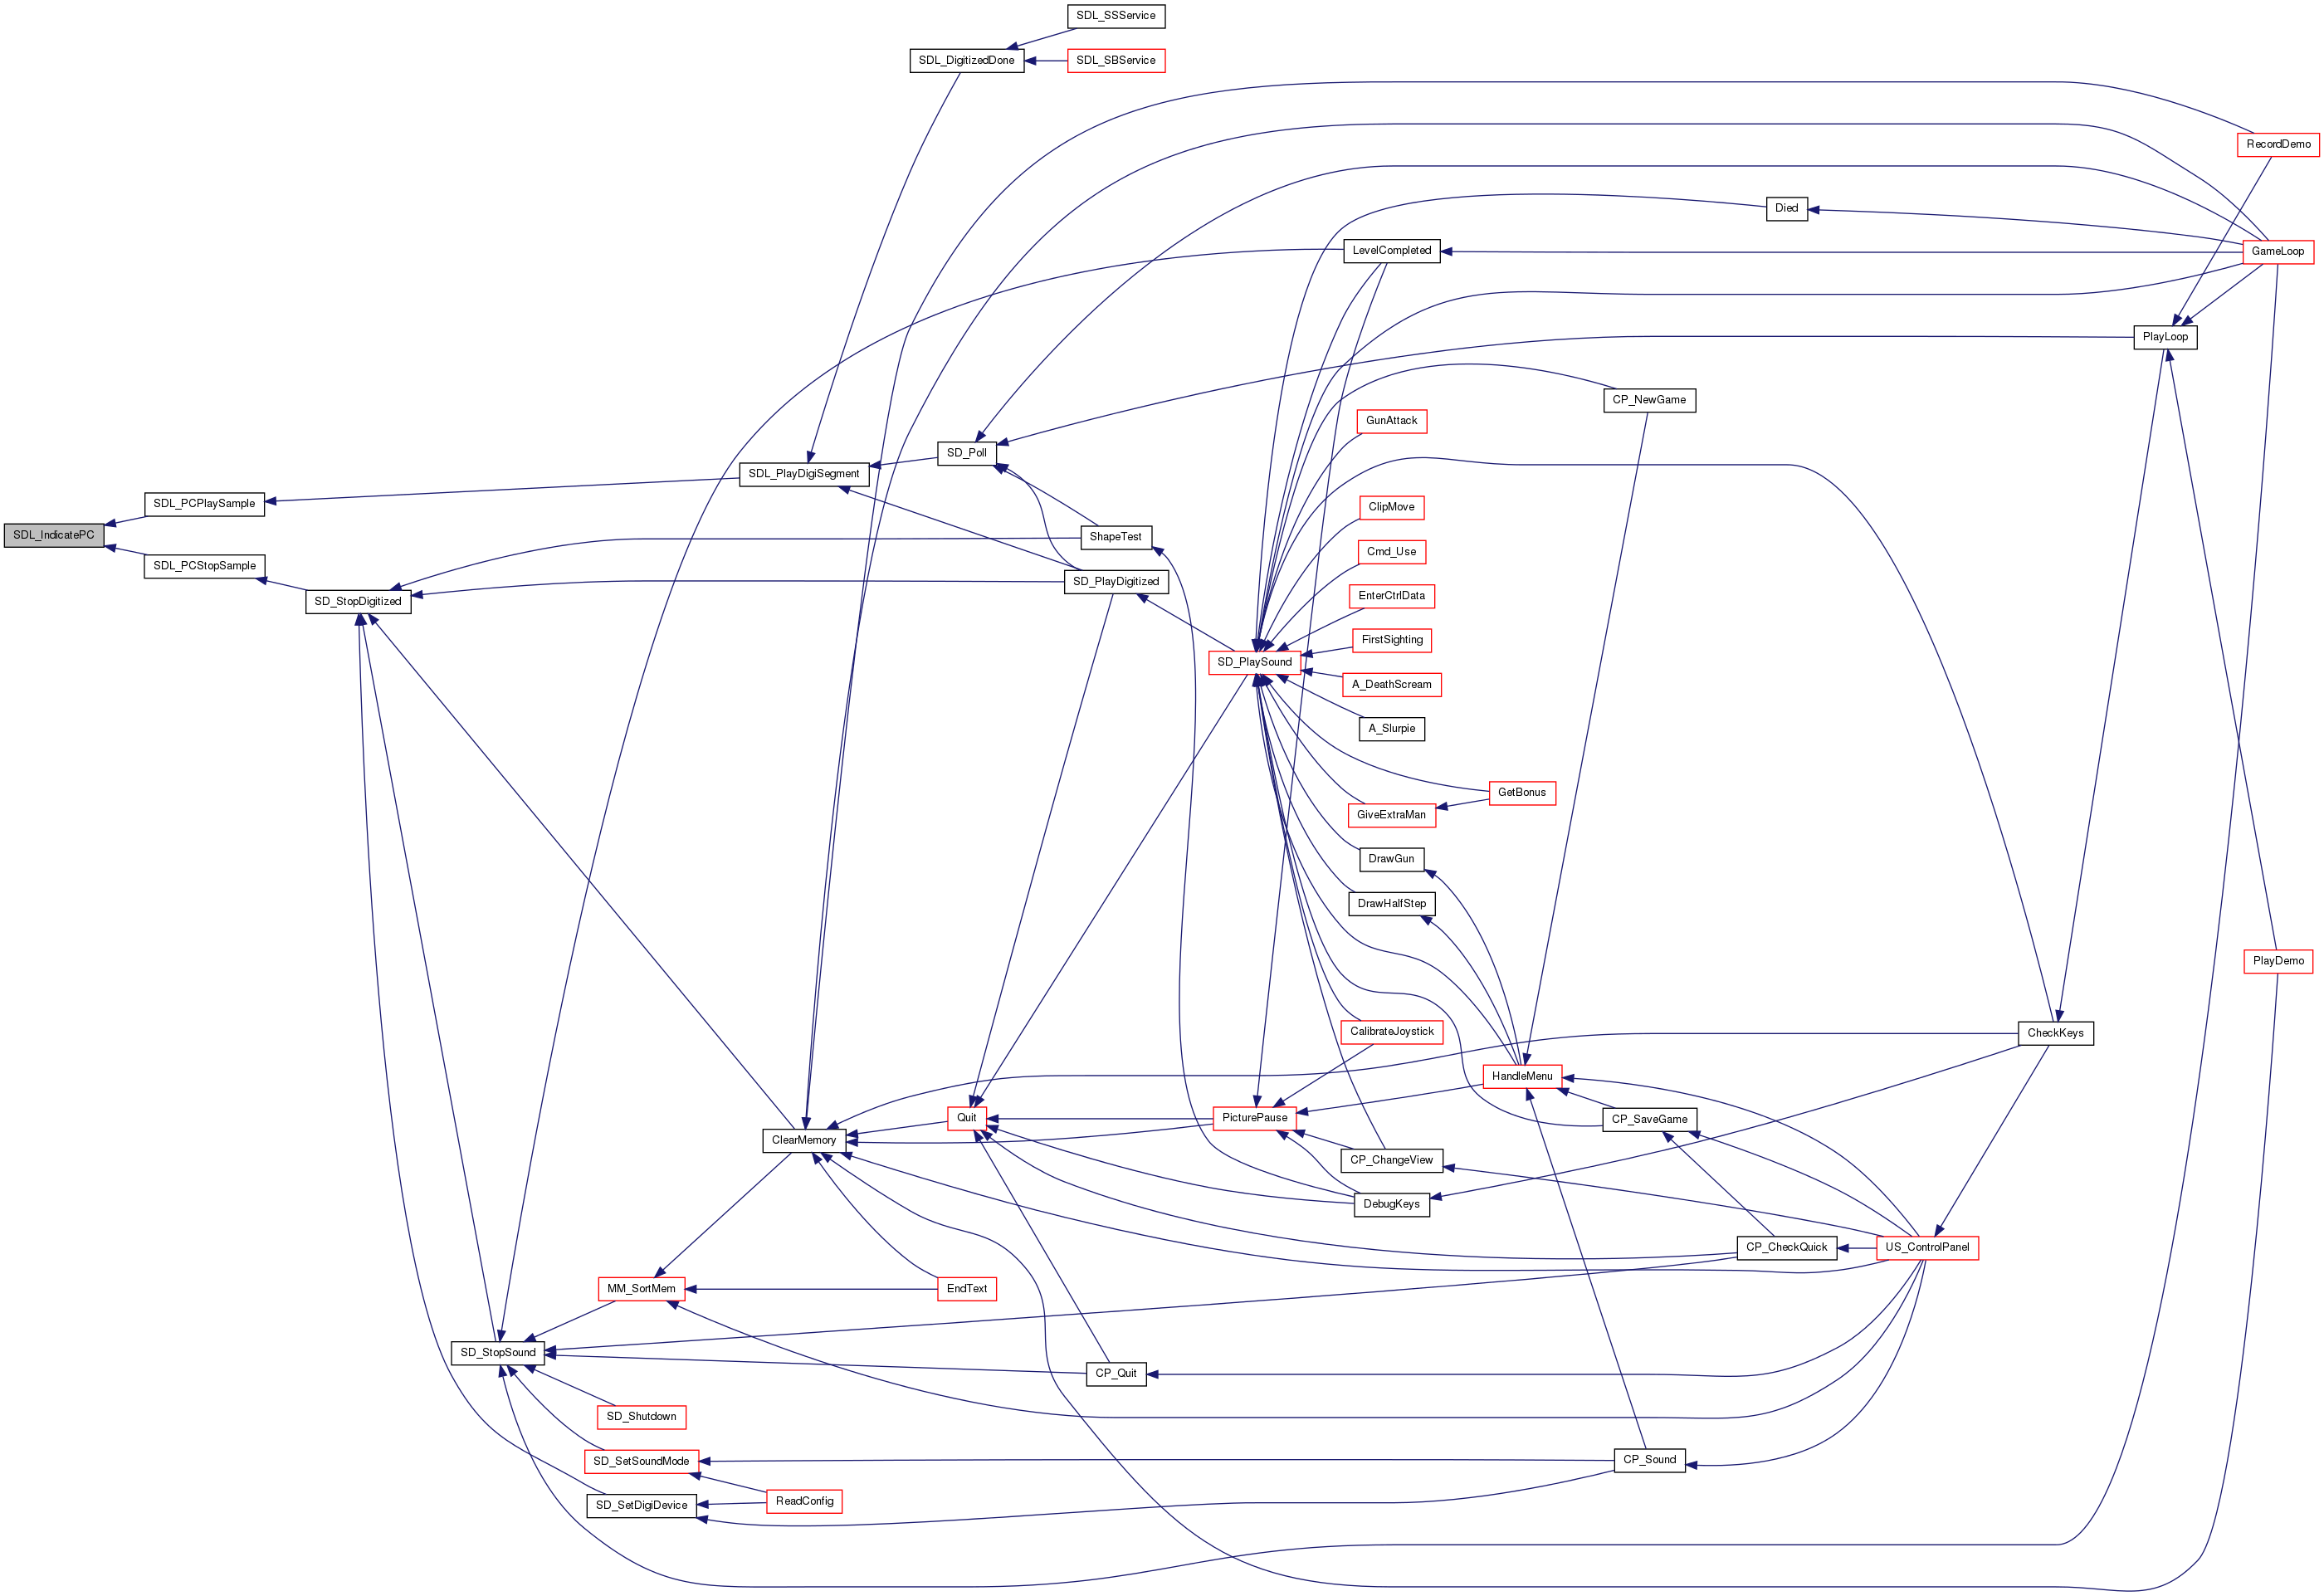 SDL_SSService
SDL_DigitizedDone
SDL_SBService
RecordDemo
Died
LevelCompleted
GameLoop
PlayLoop
CP_NewGame
GunAttack
SD_Poll
SDL_PlayDigiSegment
SDL_PCPlaySample
ClipMove
SDL_IndicatePC
ShapeTest
Cmd_Use
SDL_PCStopSample
SD_PlayDigitized
EnterCtrlData
SD_StopDigitized
FirstSighting
SD_PlaySound
A_DeathScream
A_Slurpie
GetBonus
GiveExtraMan
DrawGun
DrawHalfStep
PlayDemo
CalibrateJoystick
CheckKeys
HandleMenu
Quit
PicturePause
CP_SaveGame
ClearMemory
CP_ChangeView
DebugKeys
CP_CheckQuick
US_ControlPanel
MM_SortMem
EndText
SD_StopSound
CP_Quit
SD_Shutdown
SD_SetSoundMode
CP_Sound
ReadConfig
SD_SetDigiDevice